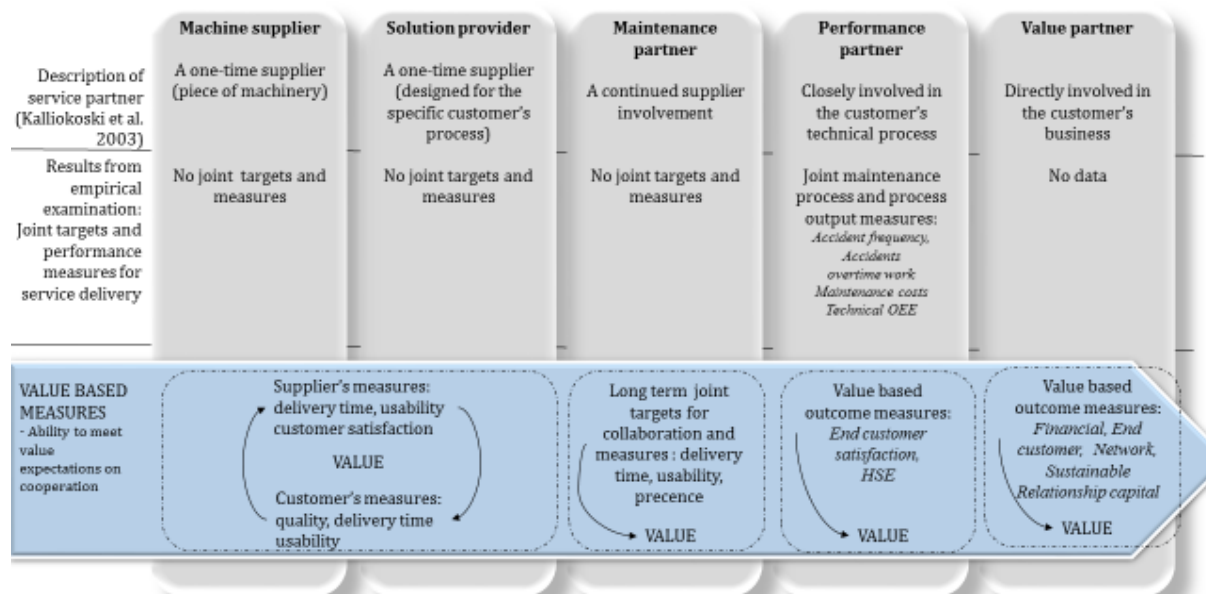 Machine supplier
Solution provider
Maintenance
partner
Performance
partner
Value partner
Description of
service partner
(Kalliokoski et al.
2003)
A one-time supplier
(piece of machinery)
A one-time supplier
(designed for the
specific customer's
process)
A continued supplier
involvement
Closely involved in
the customer's
technical process
Directly involved in
the customer's
business
Results from
empirical
examination:
Joint targets and
performance
measures for
service delivery
No joint targets and
measures
No joint targets and
measures
No joint targets and
measures
Joint maintenance
process and process
output measures:
Accident frequency,
Accidents
overtime work
Maintenance costs
Technical OEE
No data
VALUE BASED
MEASURES
- Ability to meet
value
expectations on
cooperation
Supplier's measures:
delivery time, usability
customer satisfaction
VALUE
Customer's measures:
quality, delivery time
usability
Long term joint
targets for
collaboration and
measures : delivery
time, usability,
precence
VALUE
Value based
outcome measures:
End customer
satisfaction,
HSE
VALUE
Value based
outcome measures:
Financial, End
customer, Network,
Sustainable
Relationship capital
VALUE